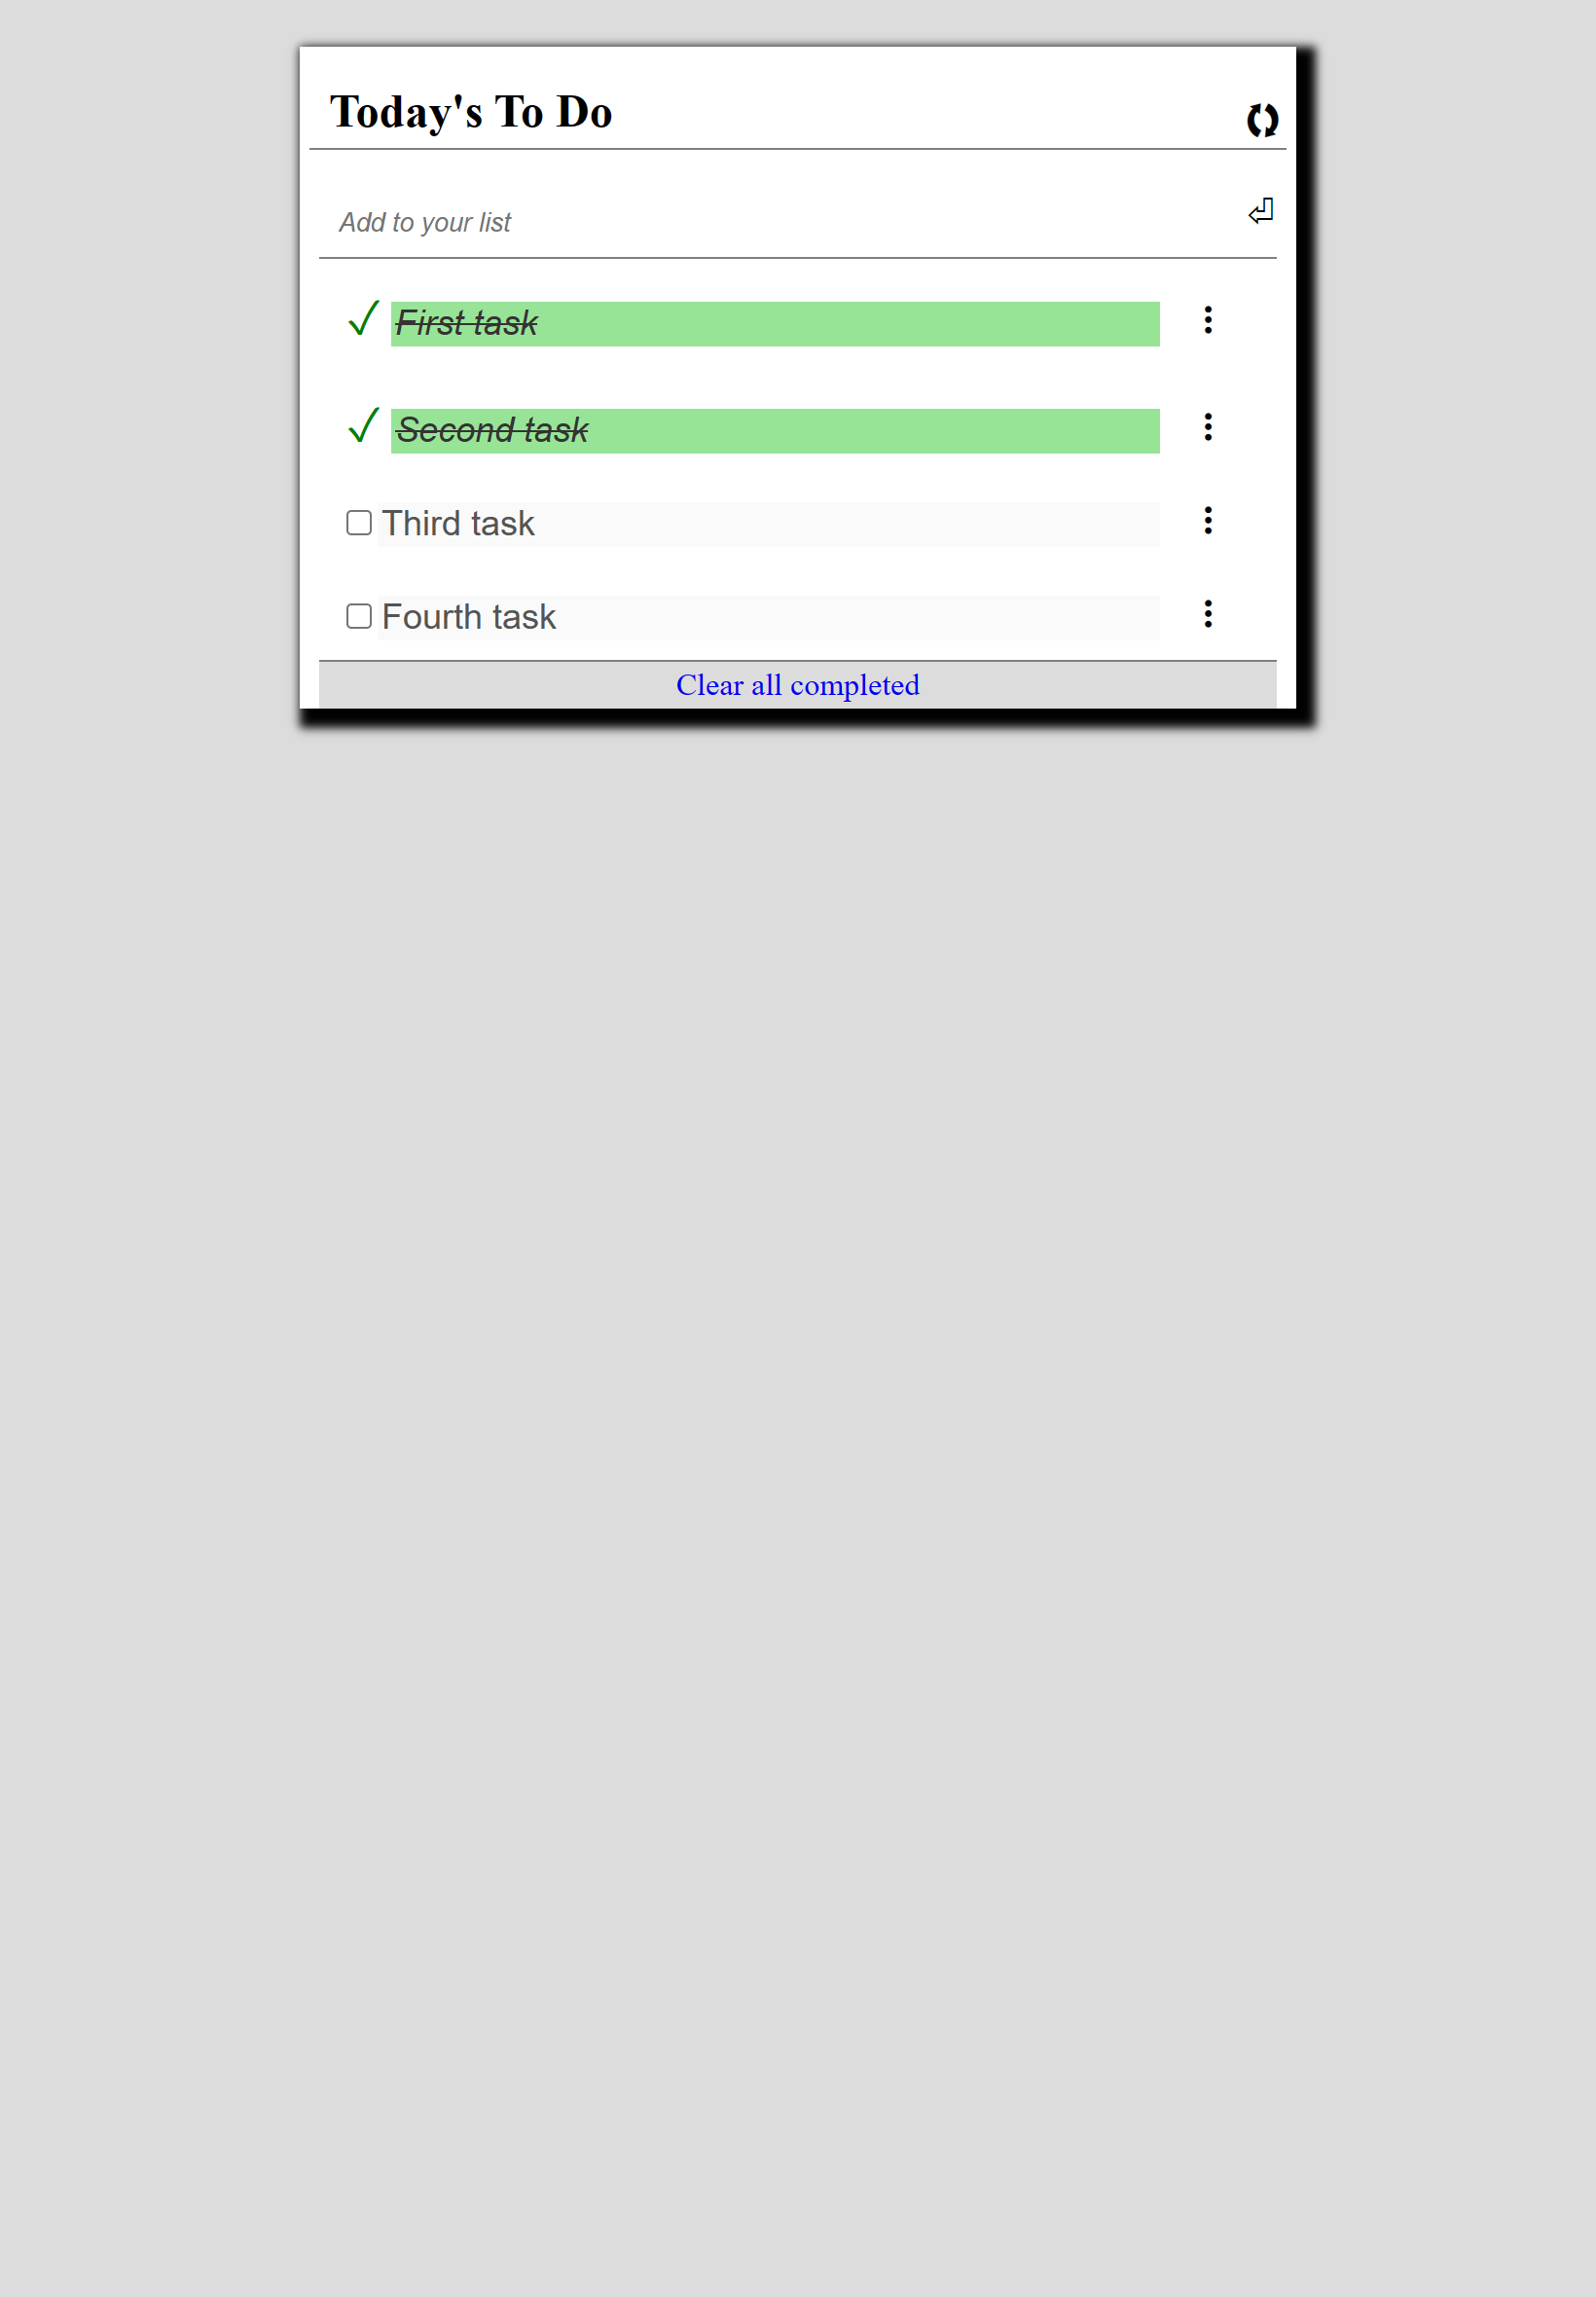 Today's To Do
Add to your list
First task
Second task
Third task
Fourth task
Clear all completed